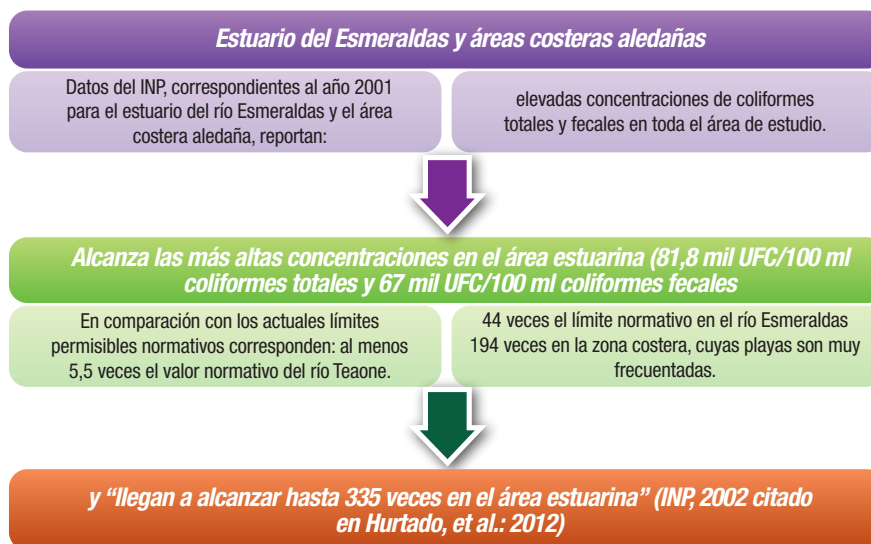 Estuario del Esmeraldas y áreas costeras aledañas
Datos del INP, correspondientes al año 2001
para el estuario del río Esmeraldas y el área
costera aledaña, reportan:
elevadas concentraciones de coliformes
totales y fecales en toda el área de estudio.
Alcanza las más altas concentraciones en el área estuarina (81,8 mil UFC/100 ml
coliformes totales y 67 mil UFC/100 ml coliformes fecales
En comparación con los actuales límites
permisibles normativos corresponden: al menos
5,5 veces el valor normativo del río Teaone.
44 veces el límite normativo en el río Esmeraldas
194 veces en la zona costera, cuyas playas son muy
frecuentadas.
y “llegan a alcanzar hasta 335 veces en el área estuarina” (INP, 2002 citado
en Hurtado, et al.: 2012)